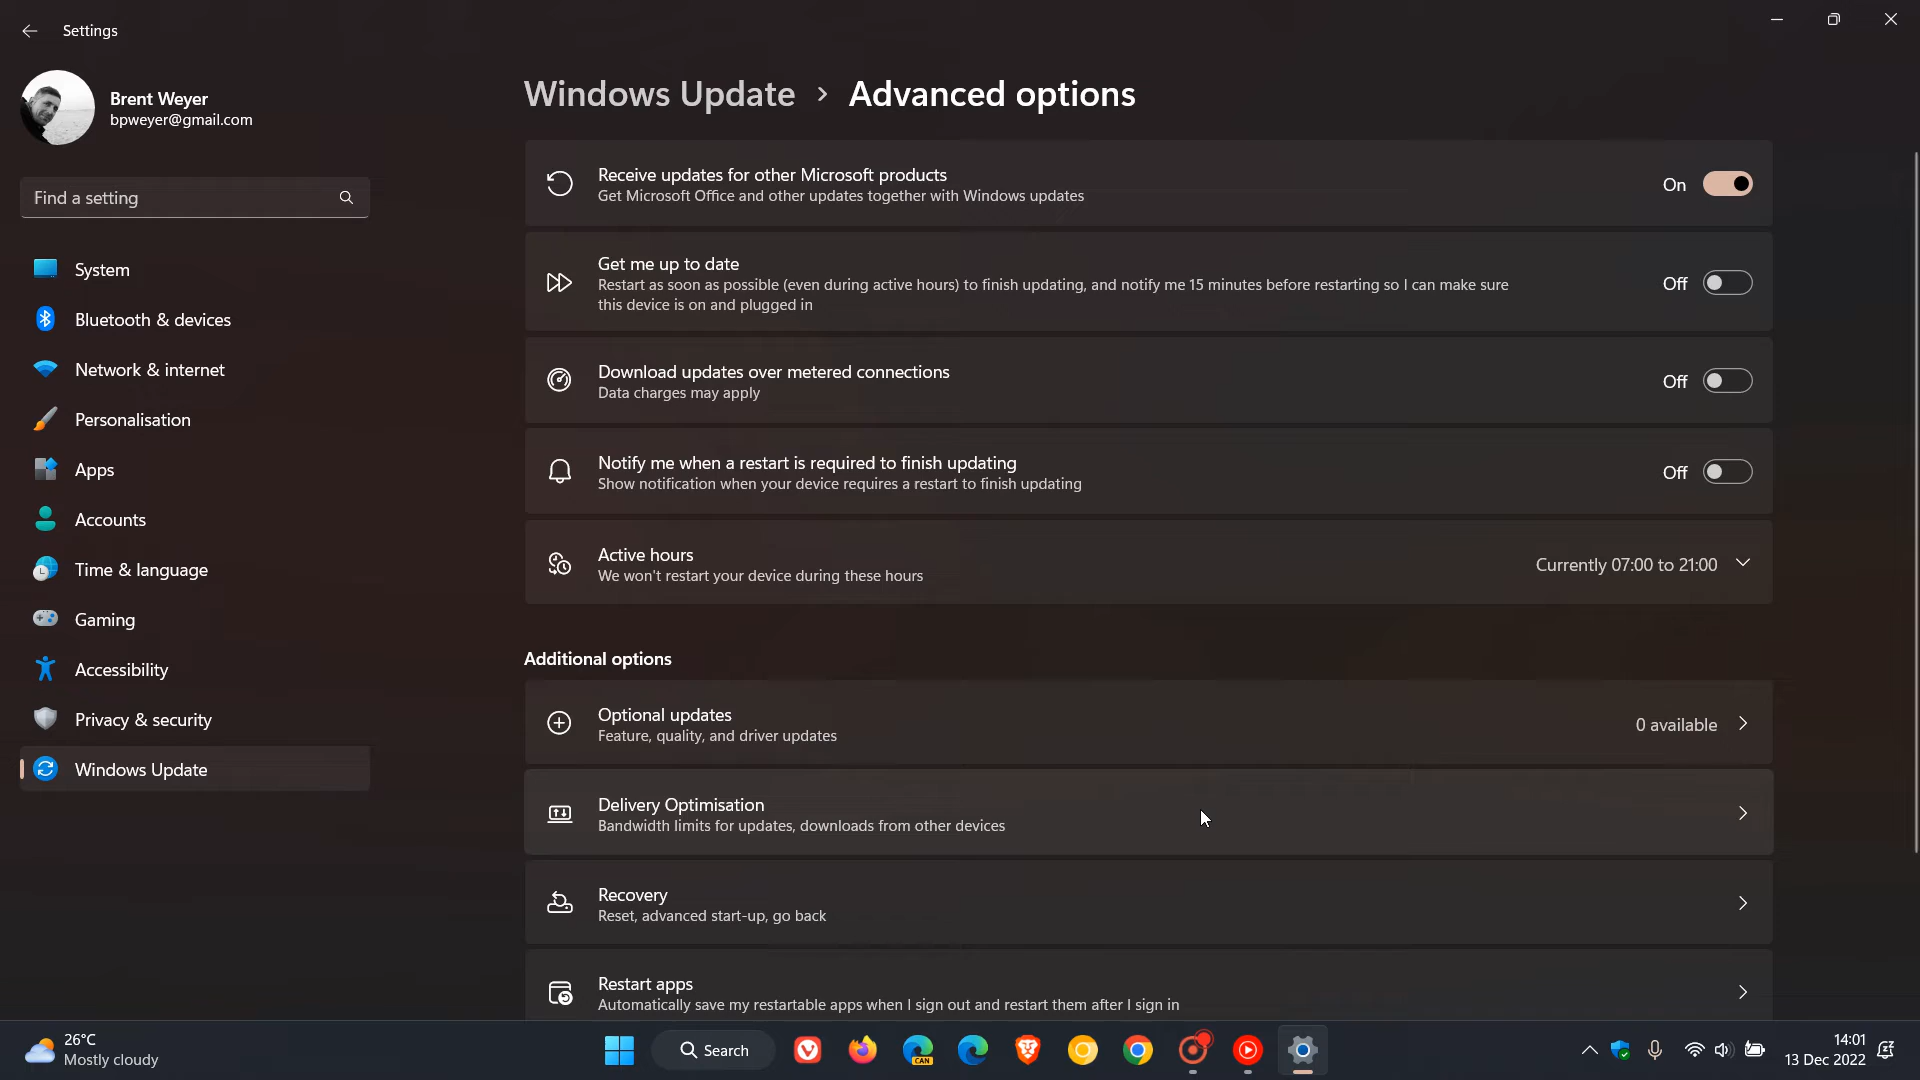 Settings
Brent Weyer
bpweyer@gmail.com
Find a setting
System
Bluetooth & devices
Network & internet
Personalisation
Apps
Accounts
Time & language
Gaming
Accessibility
Privacy & security
Windows Update
Windows Update > Advanced options
Receive updates for other Microsoft products
Get Microsoft Office and other updates together with Windows updates
On
Get me up to date
Restart as soon as possible (even during active hours) to finish updating, and notify me 15 minutes before restarting so I can make sure
this device is on and plugged in
Off
Download updates over metered connections
Data charges may apply
Off
Notify me when a restart is required to finish updating
Show notification when your device requires a restart to finish updating
Off
Active hours
We won't restart your device during these hours
Currently 07:00 to 21:00
Additional options
Optional updates
Feature, quality, and driver updates
0 available
Delivery Optimisation
Bandwidth limits for updates, downloads from other devices
Recovery
Reset, advanced start-up, go back
Restart apps
Automatically save my restartable apps when I sign out and restart them after I sign in
26°C
Mostly cloudy
Search
CAN
14:01
13 Dec 2022